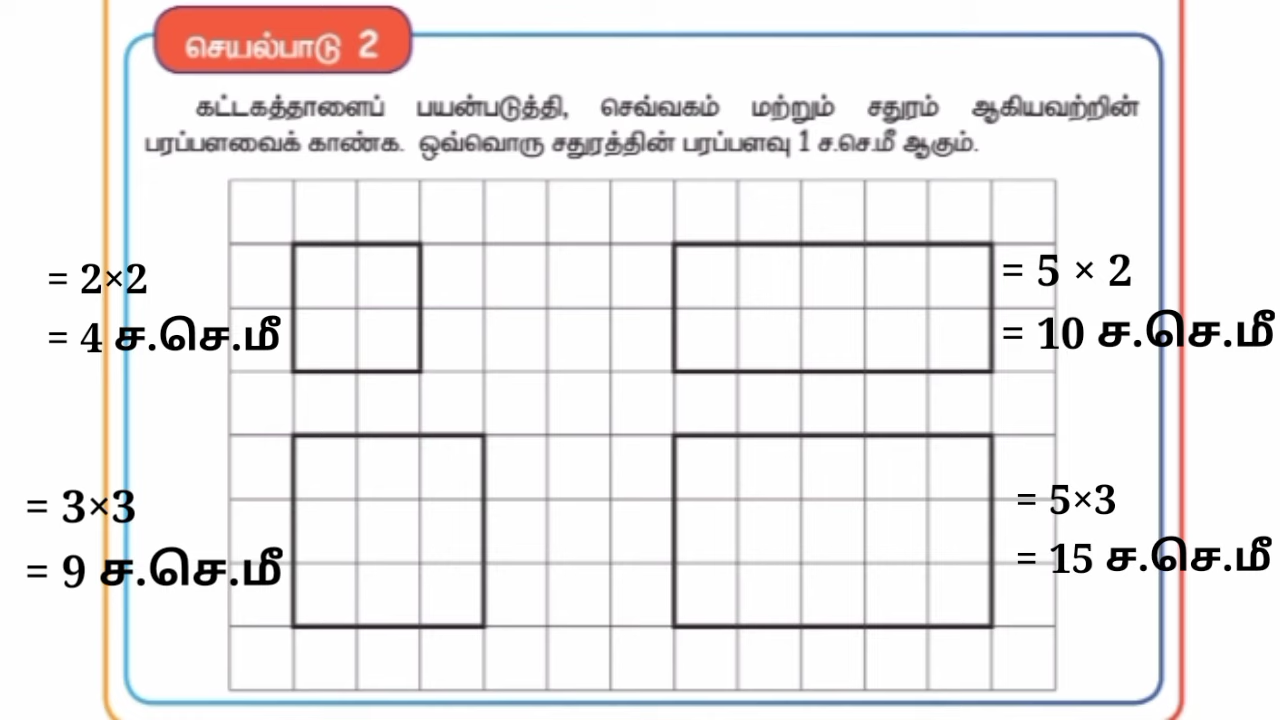 செயல்பாடு 2
கட்டகத்தாளைப் பயன்படுத்தி, செவ்வகம் மற்றும் சதுரம் ஆகியவற்றின்
பரப்பளவைக் காண்க. ஒவ்வொரு சதுரத்தின் பரப்பளவு 1 ச.செ.மீ ஆகும்.
= 2×2
= 4 ச.செ.மீ
= 5 × 2
= 10 ச.செ.மீ
= 3×3
= 9 ச.செ.மீ
= 5×3
= 15 ச.செ.மீ